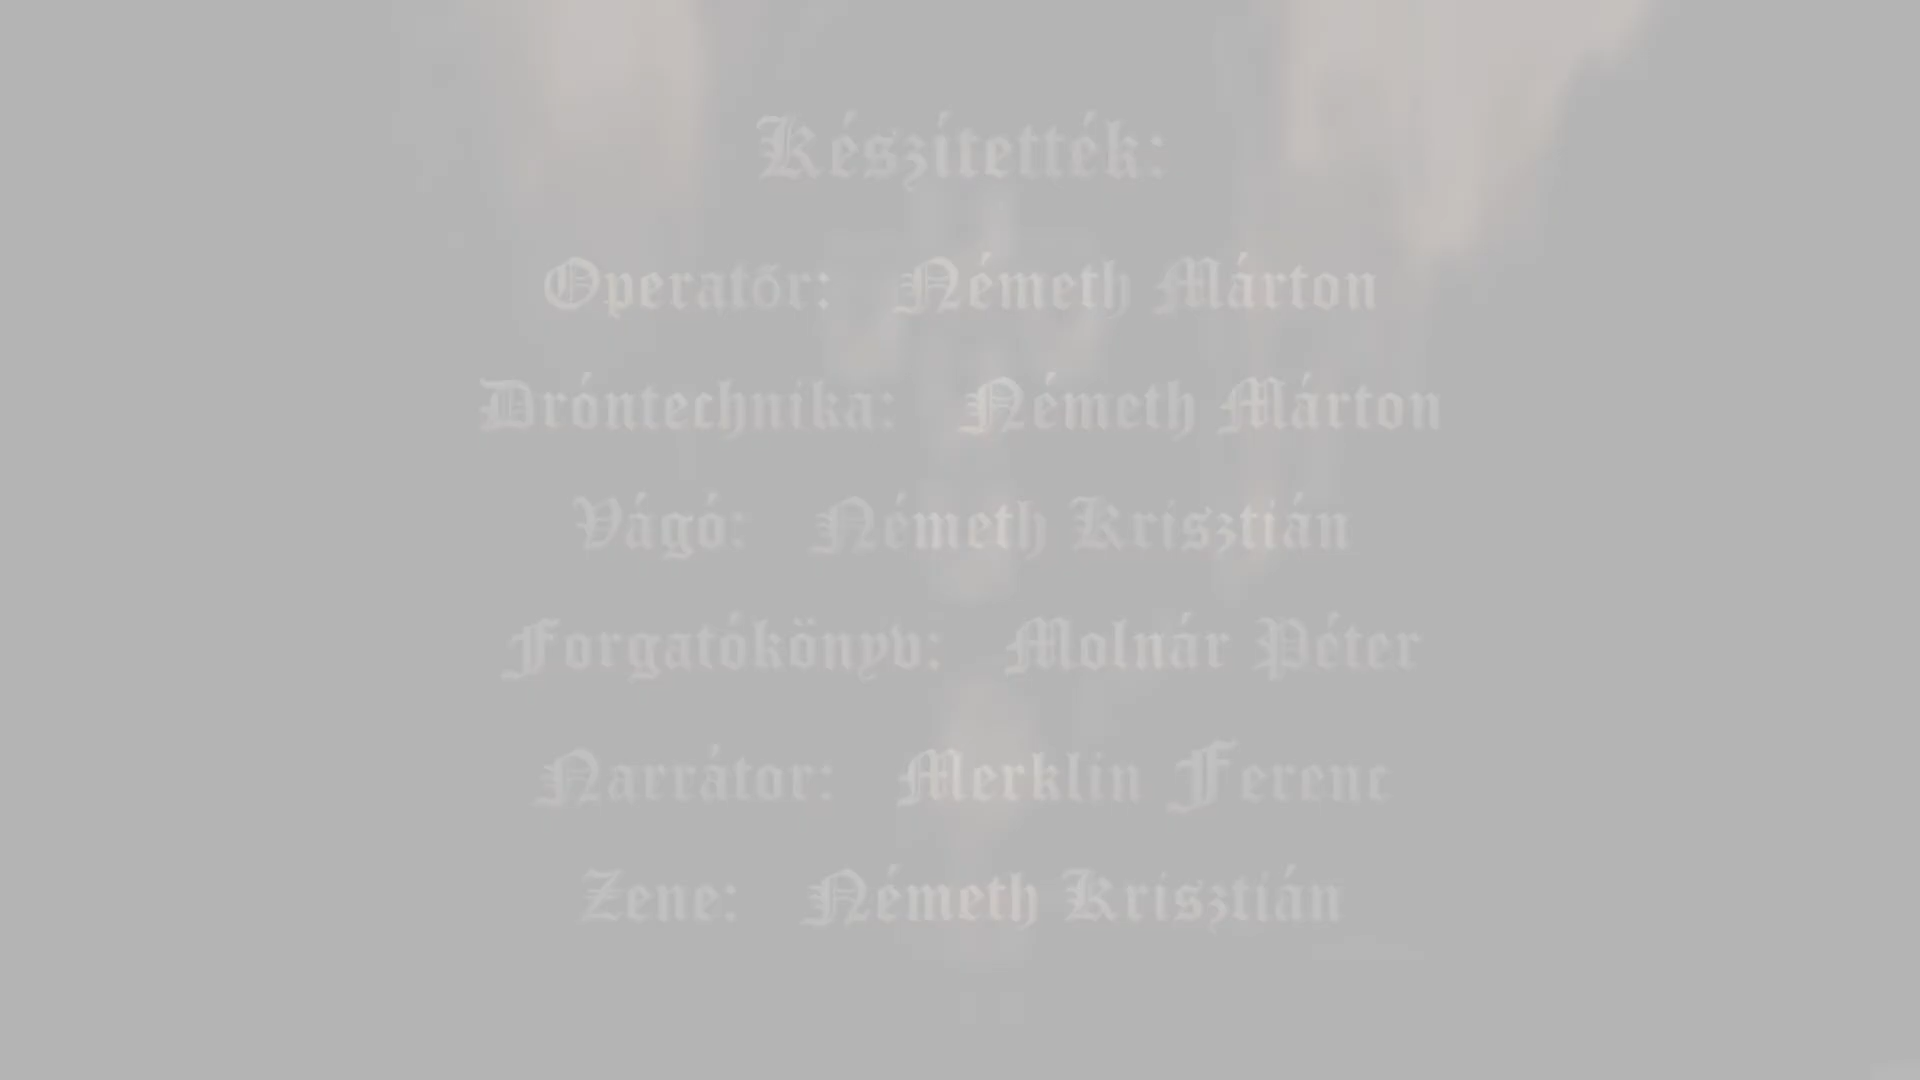 Készítették:
Operatőr: Németh Márton
Dróntechnika: Németh Márton
Vágó: Németh Krisztián
Forgatókönyv: Molnár Péter
Narrátor: Merklin Ferenc
Zene: Németh Krisztián